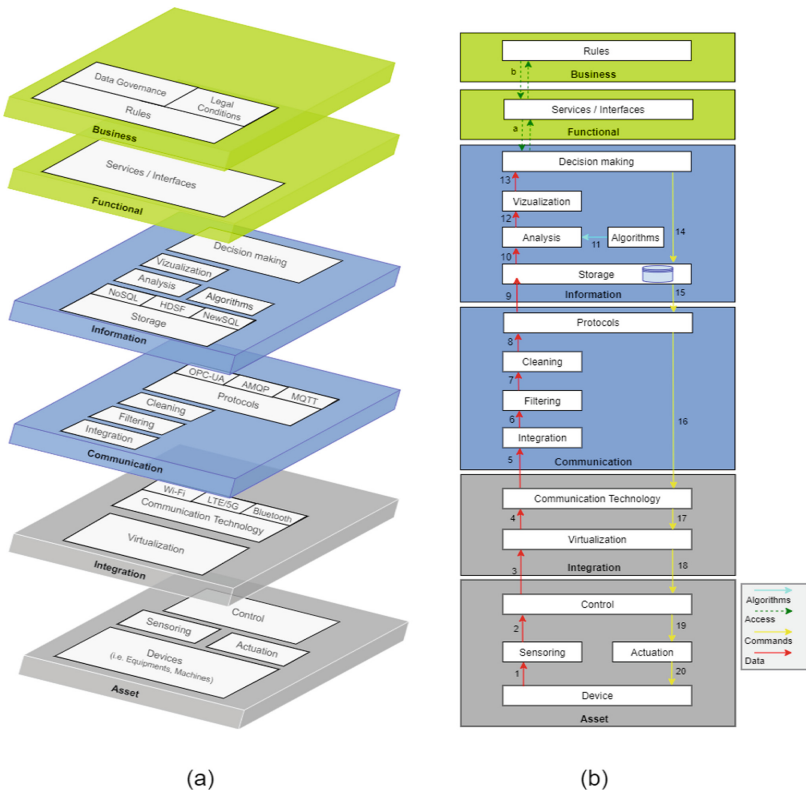 Data Governance
Legal
Conditions
Rules
Business
Services / Interfaces
Functional
Decision making
Vizualization
Analysis
Algorithms
NoSQL
HDSF
NewSQL
Storage
Information
OPC-UA
AMQP
MQTT
Protocols
Cleaning
Filtering
Integration
Communication
Wi-Fi
LTE/5G
Bluetooth
Communication Technology
Virtualization
Integration
Control
Sensoring
Actuation
Devices
(i.e. Equipments, Machines)
Asset
(a)
Rules
b
Business
Services / Interfaces
a
Functional
Decision making
13
Vizualization
12
14
Analysis
11
Algorithms
10
Storage
9
Information
15
Protocols
8
Cleaning
7
Filtering
6
16
Integration
5
Communication
Communication Technology
4
17
Virtualization
3
Integration
18
Control
2
19
Sensoring
Actuation
1
20
Device
Asset
Algorithms
Access
Commands
Data
(b)